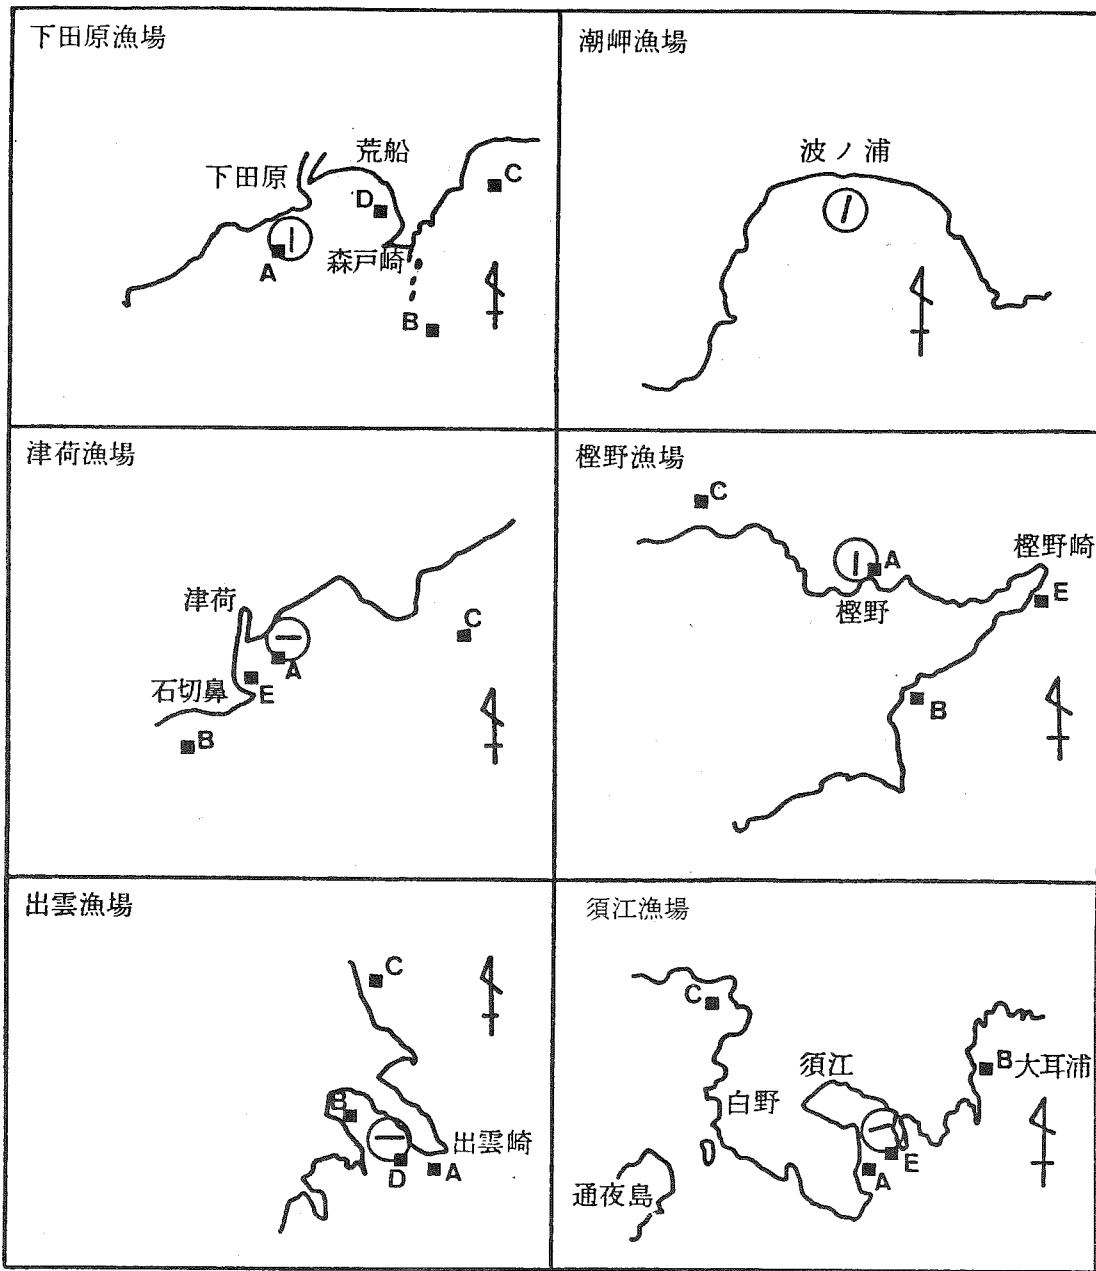 下田原漁場
荒船
下田原
C
D
森戸崎
A
B
潮岬漁場
波ノ浦
津荷漁場
津荷
C
A
石切鼻
E
B
樫野漁場
C
樫野崎
A
E
樫野
B
出雲漁場
C
B
出雲崎
D
A
須江漁場
C
須江
B大耳浦
白野
E
A
通夜島